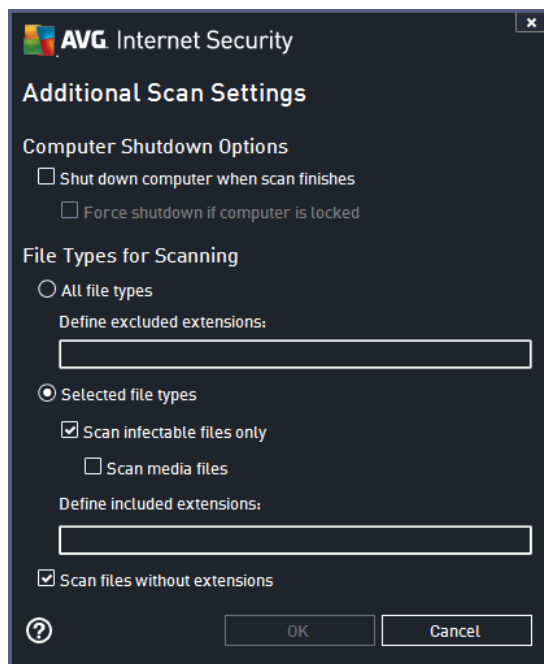 AVG. Internet Security
Additional Scan Settings
Computer Shutdown Options
Shut down computer when scan finishes
Force shutdown if computer is locked
File Types for Scanning
All file types
Define excluded extensions:
Selected file types
Scan infectable files only
Scan media files
Define included extensions:
Scan files without extensions
OK
Cancel